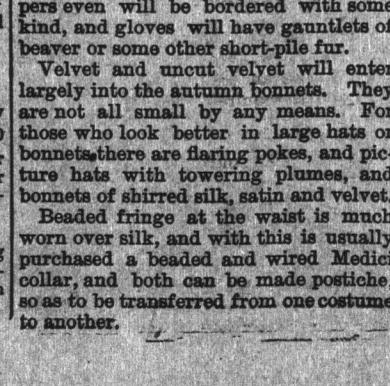 pers even will be bordered with some
kind, and gloves will have gauntlets of
beaver or some other short-pile fur.
Velvet and uncut velvet will enter
largely into the autumn bonnets. They
are not all small by any means. For
those who look better in large hats or
bonnets, there are flaring pokes, and pic-
ture hats with towering plumes, and
bonnets of shirred silk, satin and velvet.
Beaded fringe at the waist is much
worn over silk, and with this is usually
purchased a beaded and wired Medici
collar, and both can be made postiche,
so as to be transferred from one costume
to another.